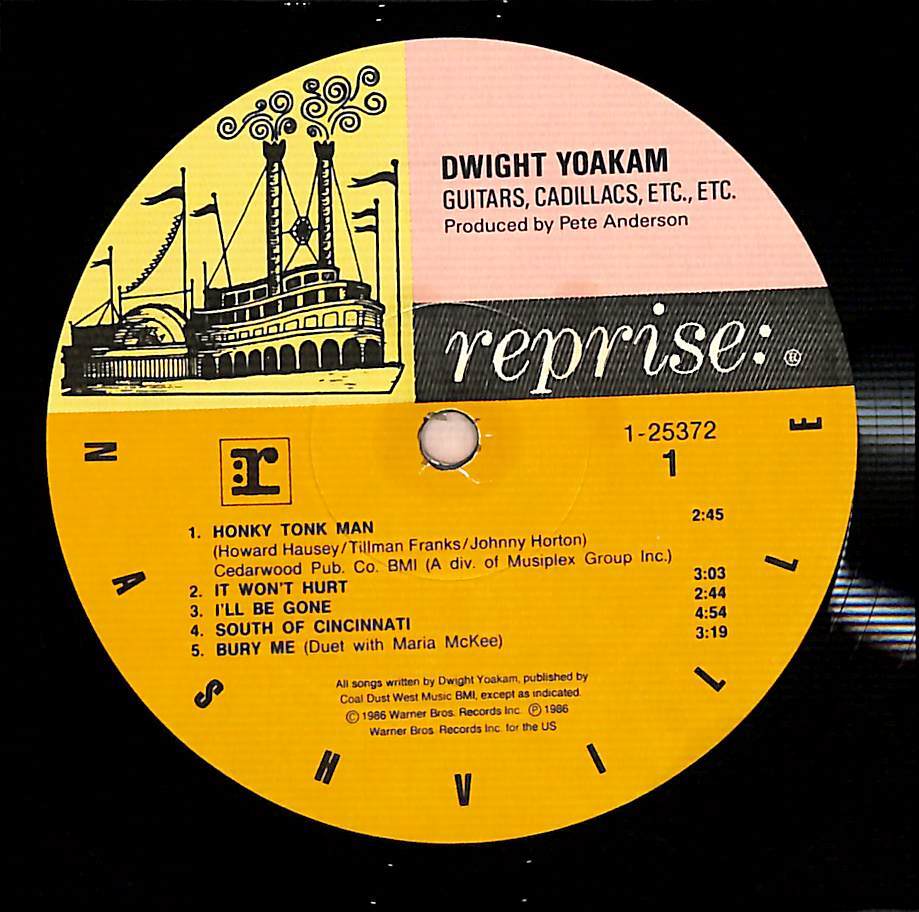 DWIGHT YOAKAM
GUITARS, CADILLACS, ETC., ETC.
Produced by Pete Anderson
reprise: ®
:r
1-25372
1
1. HONKY TONK MAN 2:45
(Howard Hausey/Tillman Franks/Johnny Horton)
Cedarwood Pub. Co. BMI (A div. of Musiplex Group Inc.)
2. IT WON'T HURT 3:03
3. I'LL BE GONE 2:44
4. SOUTH OF CINCINNATI 4:54
5. BURY ME (Duet with Maria McKee) 3:19
All songs written by Dwight Yoakam, published by
Coal Dust West Music BMI, except as indicated.
© 1986 Warner Bros. Records Inc. ℗ 1986
Warner Bros. Records Inc. for the US
NASHVILLE